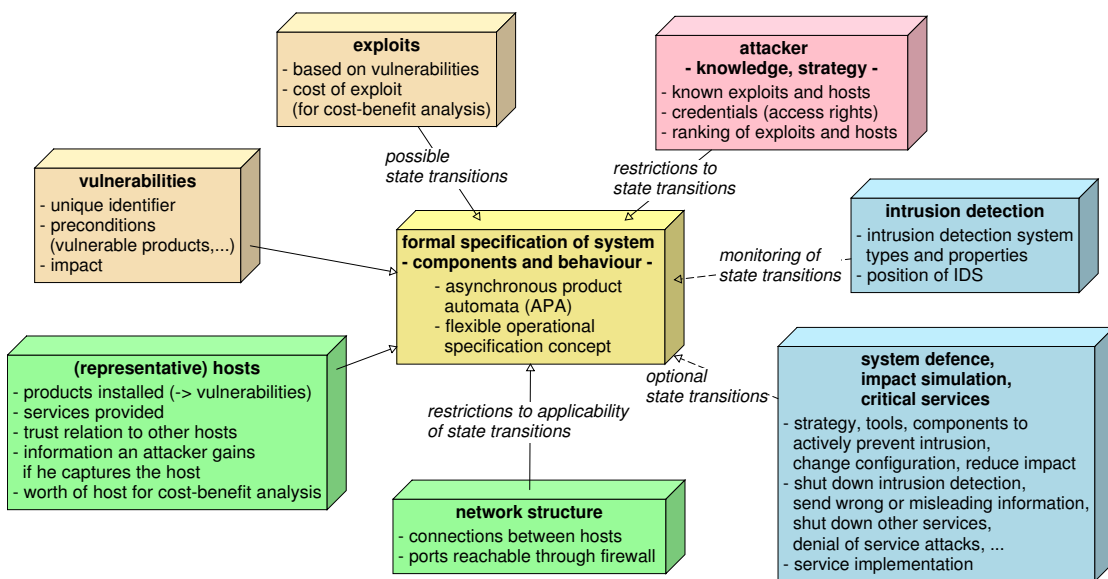 exploits
- based on vulnerabilities
- cost of exploit
(for cost-benefit analysis)
attacker
- knowledge, strategy -
- known exploits and hosts
- credentials (access rights)
- ranking of exploits and hosts
possible
state transitions
restrictions to
state transitions
vulnerabilities
- unique identifier
- preconditions
(vulnerable products,...)
- impact
formal specification of system
- components and behaviour -
- asynchronous product
automata (APA)
- flexible operational
specification concept
monitoring of
state transitions
intrusion detection
- intrusion detection system
types and properties
- position of IDS
(representative) hosts
- products installed (-> vulnerabilities)
- services provided
- trust relation to other hosts
- information an attacker gains
if he captures the host
- worth of host for cost-benefit analysis
restrictions to applicability
of state transitions
optional
state transitions
system defence,
impact simulation,
critical services
- strategy, tools, components to
actively prevent intrusion,
change configuration, reduce impact
- shut down intrusion detection,
send wrong or misleading information,
shut down other services,
denial of service attacks, ...
- service implementation
network structure
- connections between hosts
- ports reachable through firewall